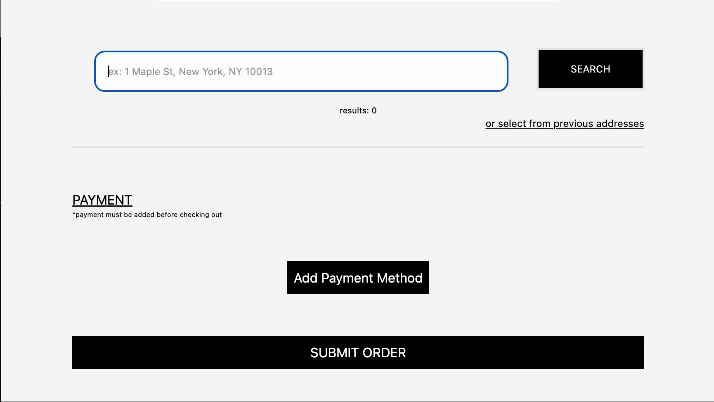 ex: 1 Maple St, New York, NY 10013
SEARCH
results: 0
or select from previous addresses
PAYMENT
*payment must be added before checking out
Add Payment Method
SUBMIT ORDER